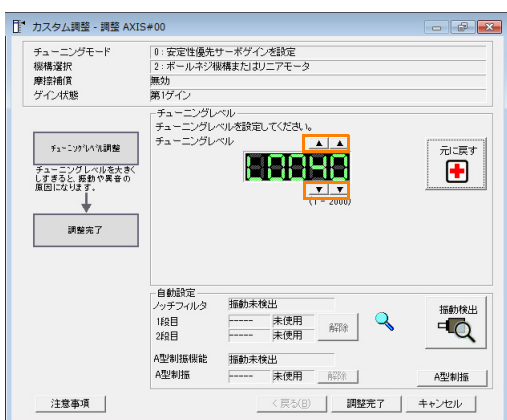 カスタム調整 - 調整 AXIS#00
チューニングモード 0 : 安定性優先サーボゲインを設定
機構選択 2 : ボールネジ機構またはリニアモータ
摩擦補償 無効
ゲイン状態 第1ゲイン
チューニングレベル
チューニングレベルを設定してください。
チューニングレベル
チューニングレベル調整
チューニングレベルを大きく
しすぎると、振動や異音の
原因になります。
調整完了
0040
(1 - 2000)
元に戻す
自動設定
ノッチフィルタ 振動未検出
1段目 ----- 未使用
2段目 ----- 未使用
解除
振動検出
A型制振機能 振動未検出
A型制振 ----- 未使用 解除
A型制振
注意事項 < 戻る(B) 調整完了 キャンセル